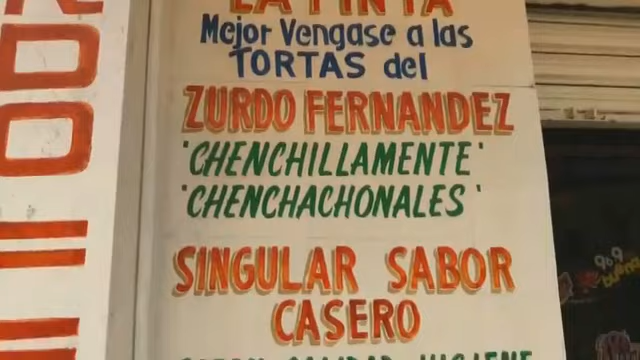 LA PINTA
Mejor Vengase a las
TORTAS del
ZURDO FERNANDEZ
'CHENCHILLAMENTE'
'CHENCHACHONALES'
SINGULAR SABOR
CASERO